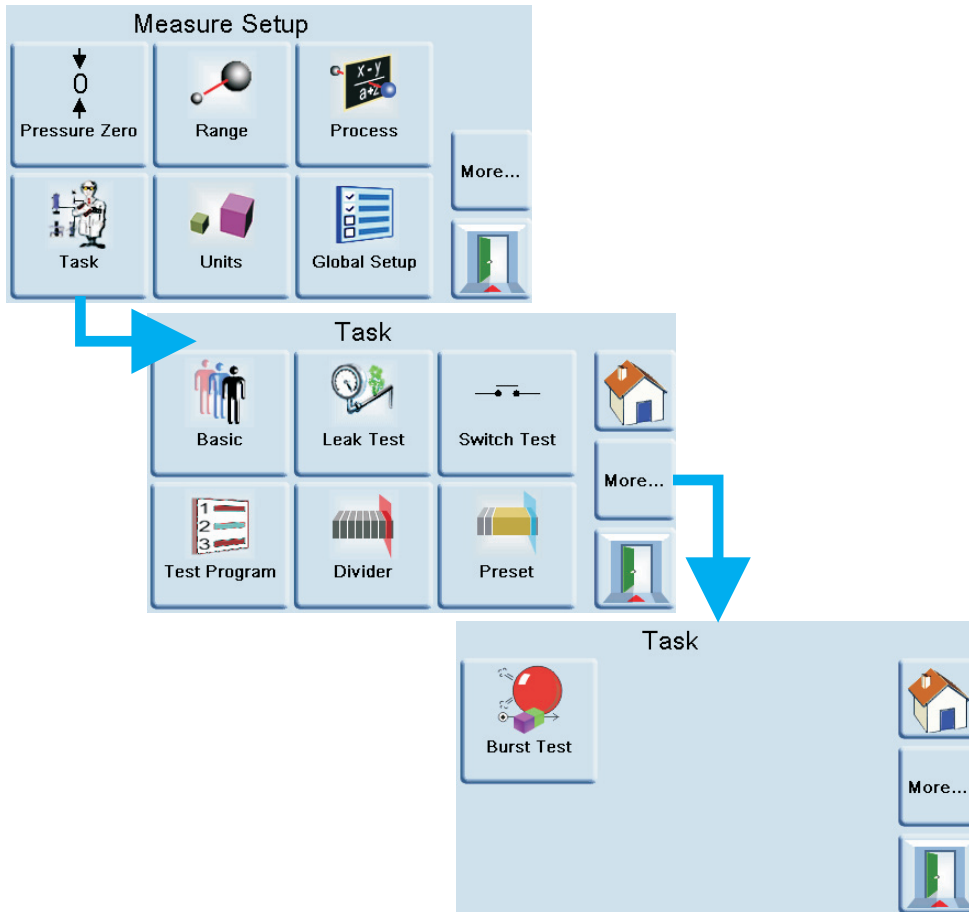 Measure Setup
0
Pressure Zero
Range
x - y
a+z
Process
More...
Task
Units
Global Setup
Task
Basic
Leak Test
Switch Test
More...
1
2
3
Test Program
Divider
Preset
Task
Burst Test
More...